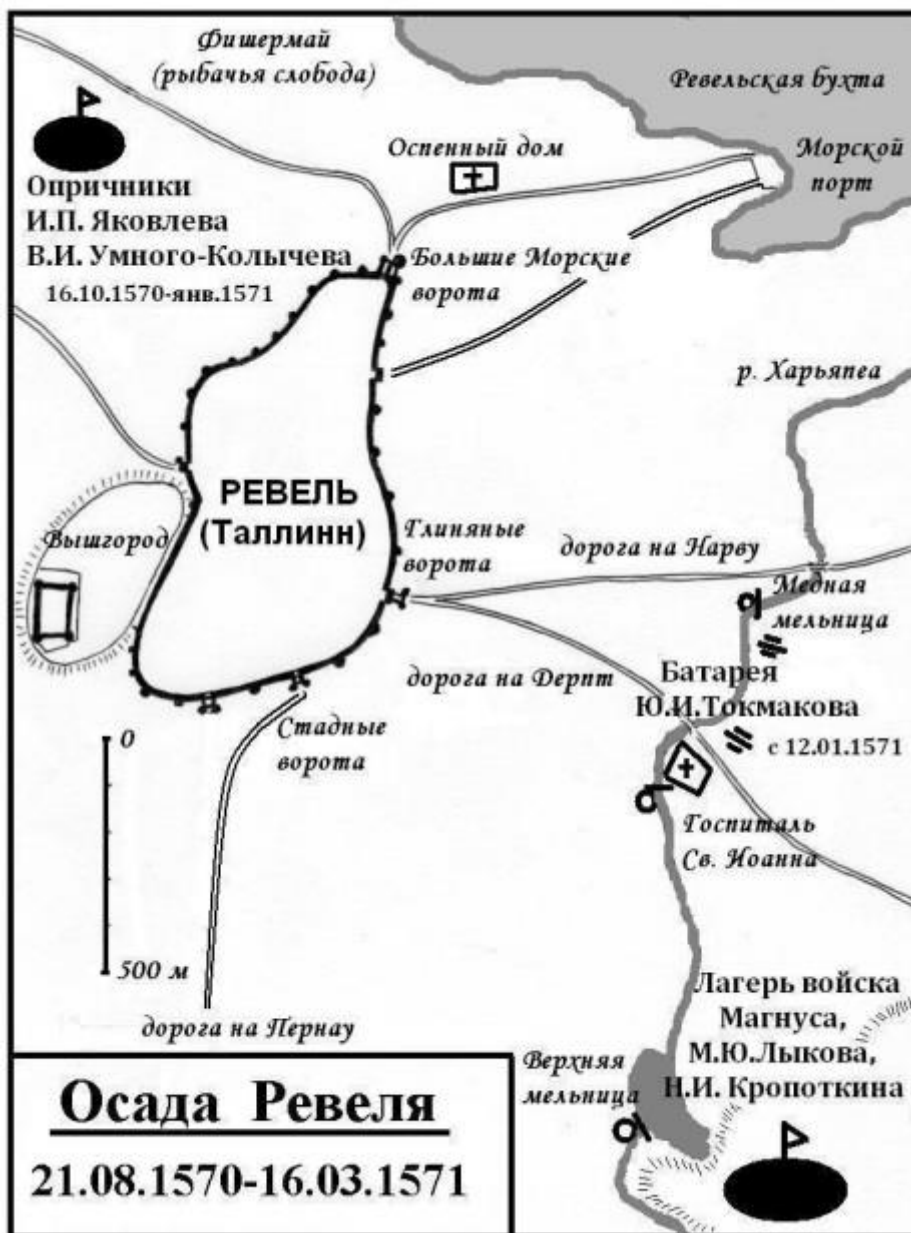 Фишермай
(рыбачья слобода)
Ревельская бухта
Оспенный дом
Морской
порт
Опричники
И.П. Яковлева
В.И. Умного-Колычева
16.10.1570-янв.1571
Большие Морские
ворота
р. Харьяпеа
РЕВЕЛЬ
(Таллинн)
Вышгород
Глиняные
ворота
дорога на Нарву
Медная
мельница
дорога на Дерпт
Батарея
Ю.И.Токмакова
с 12.01.1571
Стадные
ворота
0
500 м
Госпиталь
Св. Иоанна
дорога на Пернау
Лагерь войска
Магнуса,
М.Ю.Лыкова,
Н.И. Кропоткина
Верхняя
мельница
Осада Ревеля
21.08.1570-16.03.1571